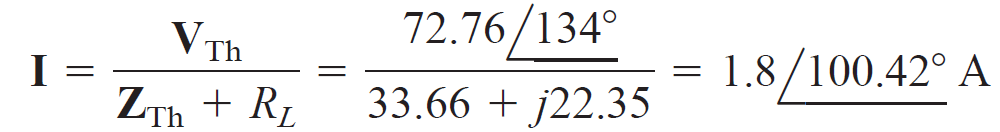 I = V_Th / (Z_Th + R_L) = 72.76∠134° / (33.66 + j22.35) = 1.8∠100.42° A